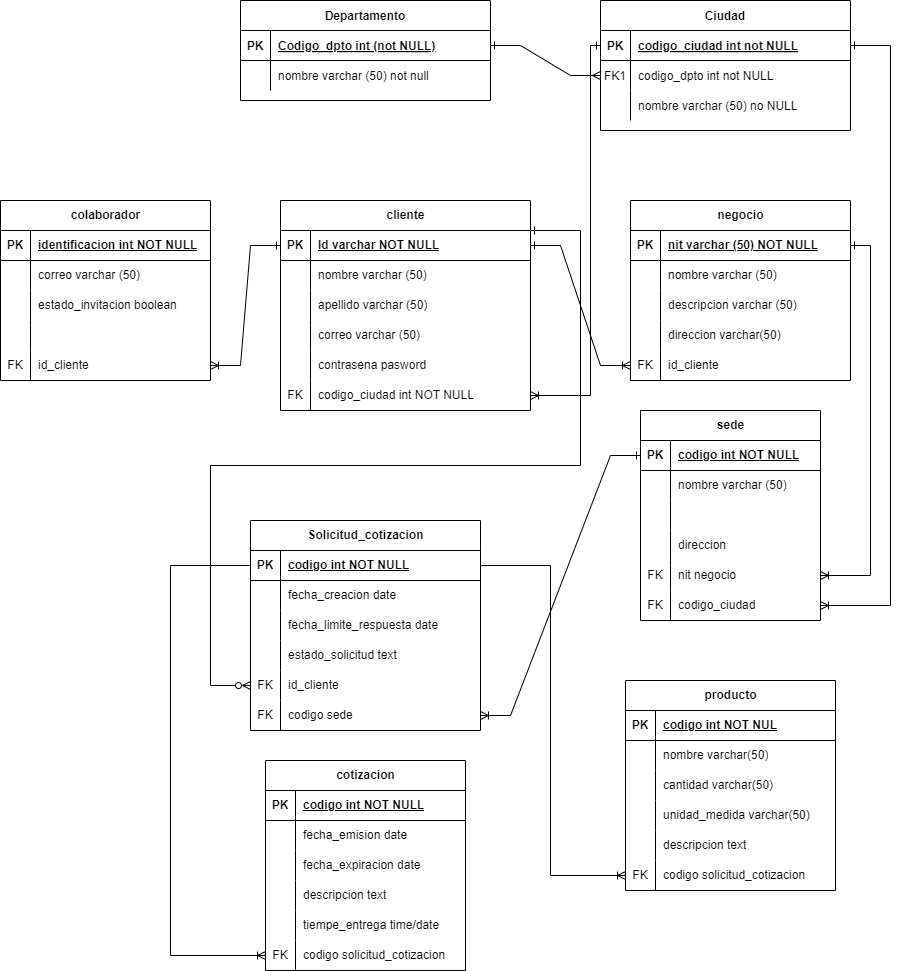 Departamento
PK Codigo_dpto int (not NULL)
nombre varchar (50) not null
Ciudad
PK codigo_ciudad int not NULL
FK1 codigo_dpto int not NULL
nombre varchar (50) no NULL
colaborador
PK identificacion int NOT NULL
correo varchar (50)
estado_invitacion boolean
FK id_cliente
cliente
PK Id varchar NOT NULL
nombre varchar (50)
apellido varchar (50)
correo varchar (50)
contrasena pasword
FK codigo_ciudad int NOT NULL
negocio
PK nit varchar (50) NOT NULL
nombre varchar (50)
descripcion varchar (50)
direccion varchar(50)
FK id_cliente
sede
PK codigo int NOT NULL
nombre varchar (50)
direccion
FK nit negocio
FK codigo_ciudad
Solicitud_cotizacion
PK codigo int NOT NULL
fecha_creacion date
fecha_limite_respuesta date
estado_solicitud text
FK id_cliente
FK codigo sede
producto
PK codigo int NOT NUL
nombre varchar(50)
cantidad varchar(50)
unidad_medida varchar(50)
descripcion text
FK codigo solicitud_cotizacion
cotizacion
PK codigo int NOT NULL
fecha_emision date
fecha_expiracion date
descripcion text
tiempe_entrega time/date
FK codigo solicitud_cotizacion